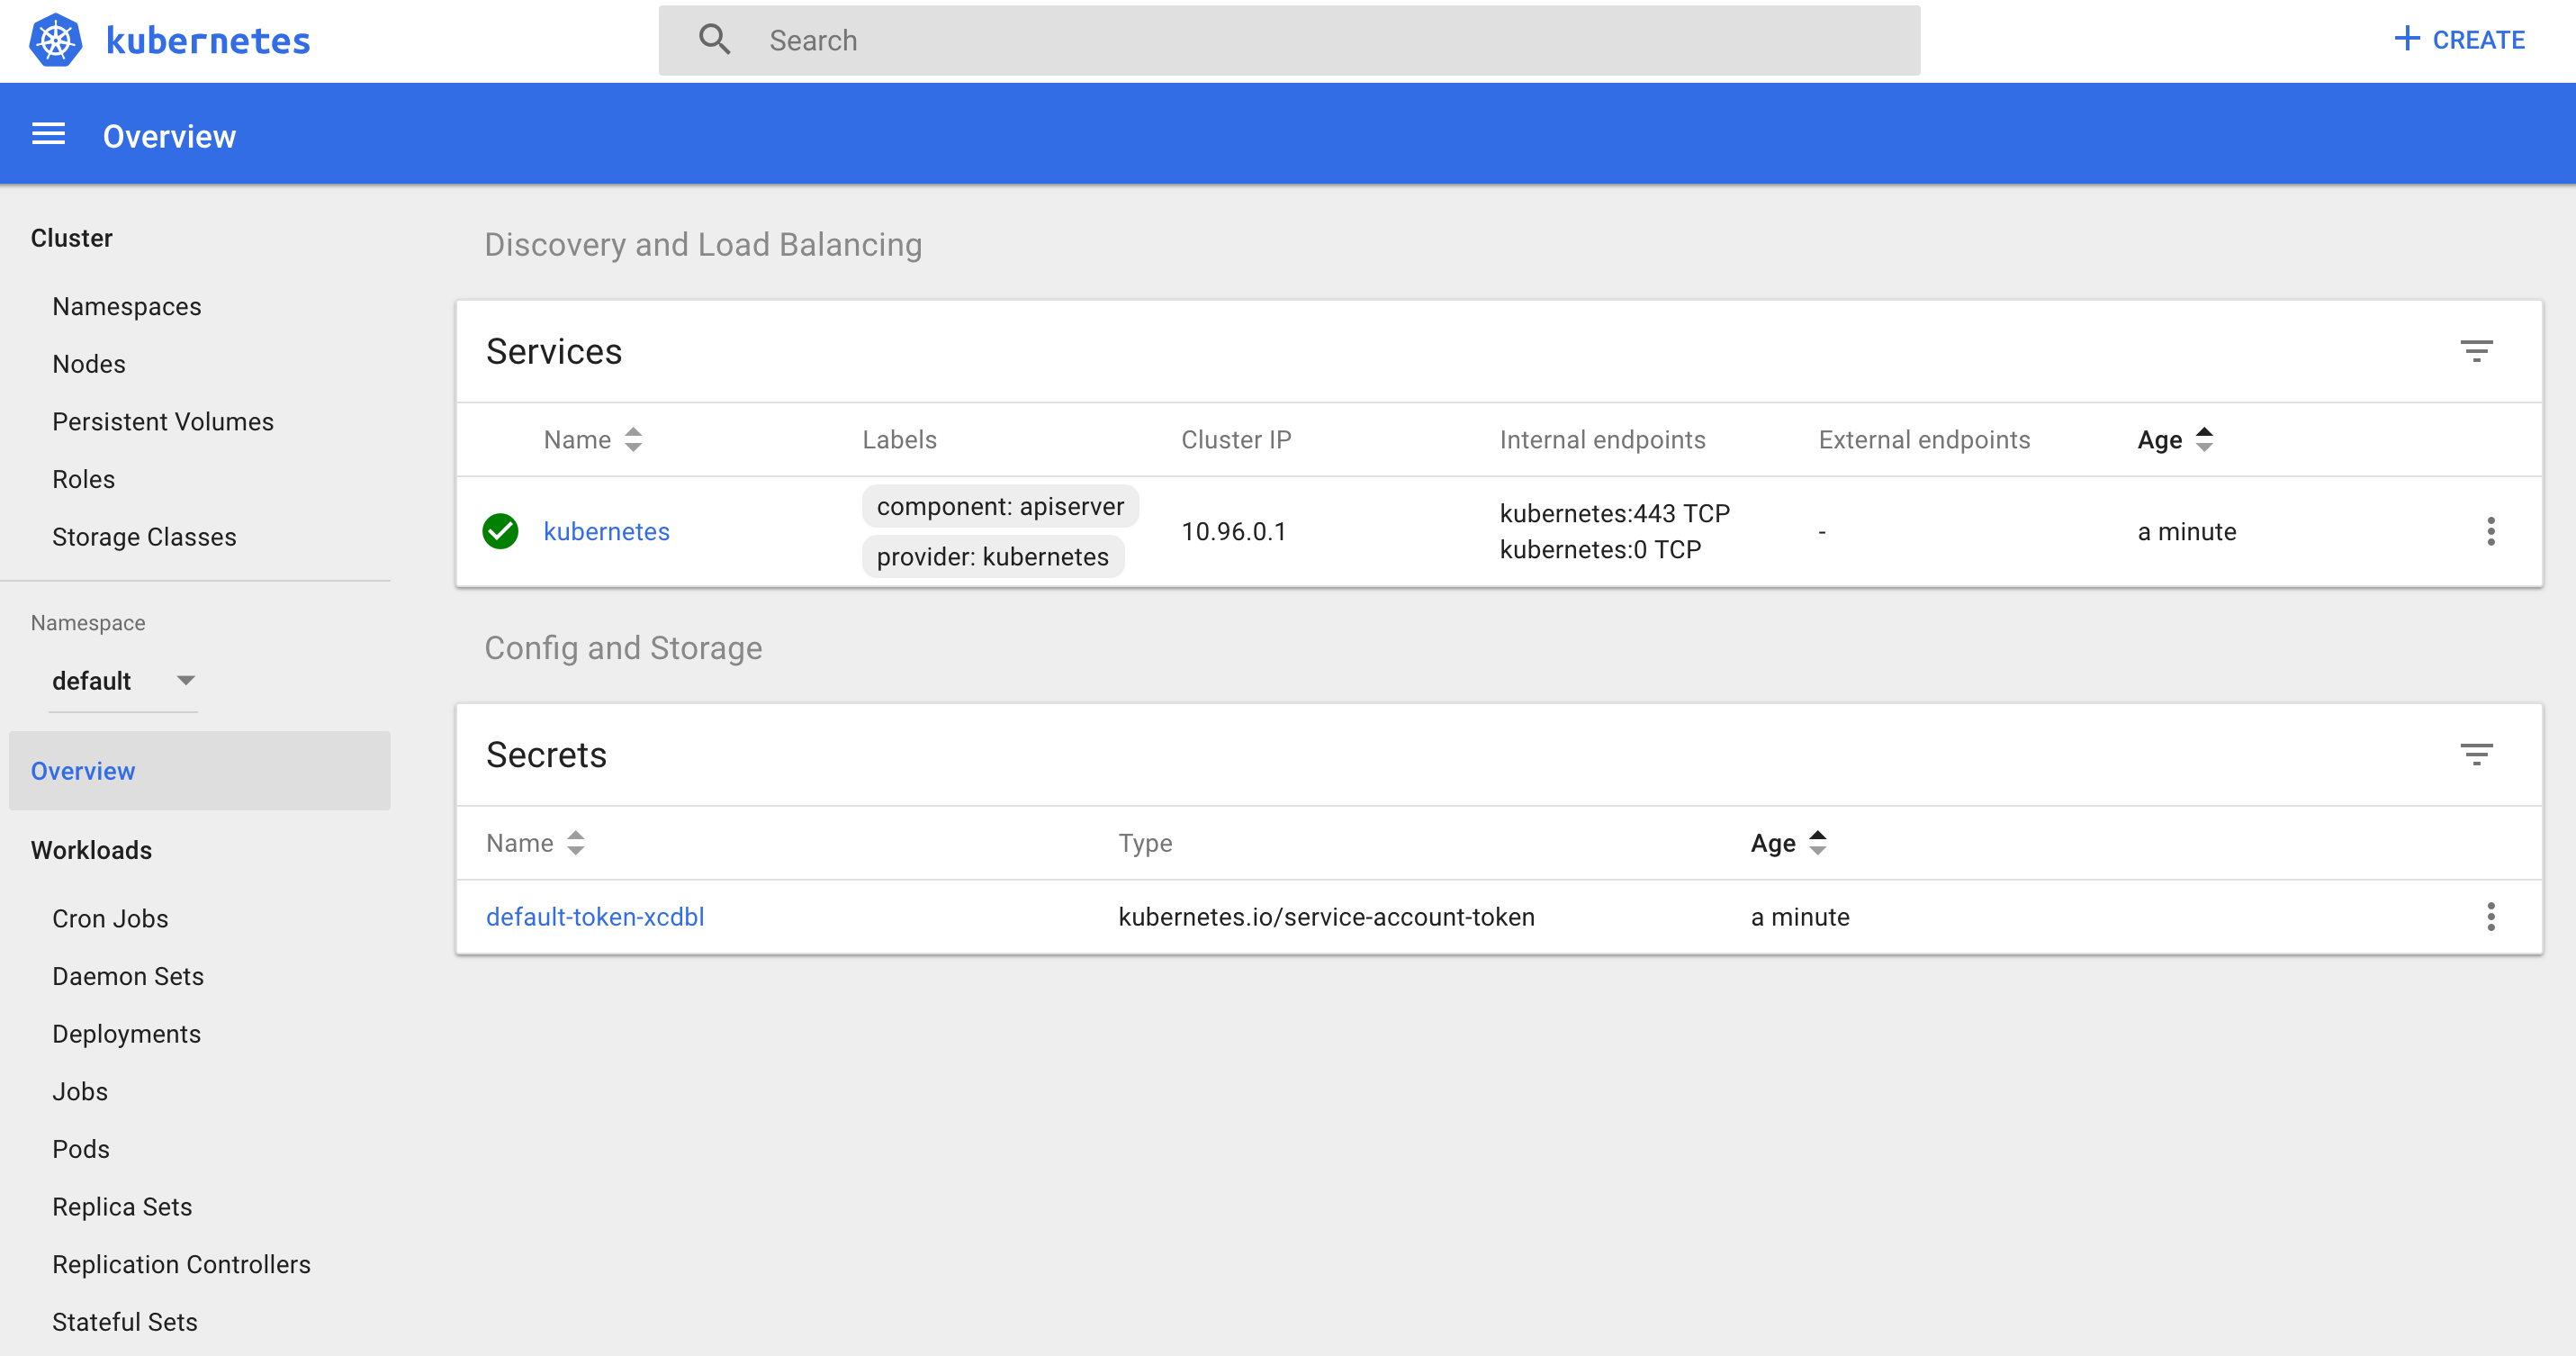 kubernetes
Search
CREATE
Overview
Cluster
Namespaces
Nodes
Persistent Volumes
Roles
Storage Classes
Namespace
default
Overview
Workloads
Cron Jobs
Daemon Sets
Deployments
Jobs
Pods
Replica Sets
Replication Controllers
Stateful Sets
Discovery and Load Balancing
Services
Name Labels Cluster IP Internal endpoints External endpoints Age
kubernetes component: apiserver provider: kubernetes 10.96.0.1 kubernetes:443 TCP kubernetes:0 TCP - a minute
Config and Storage
Secrets
Name Type Age
default-token-xcdbl kubernetes.io/service-account-token a minute